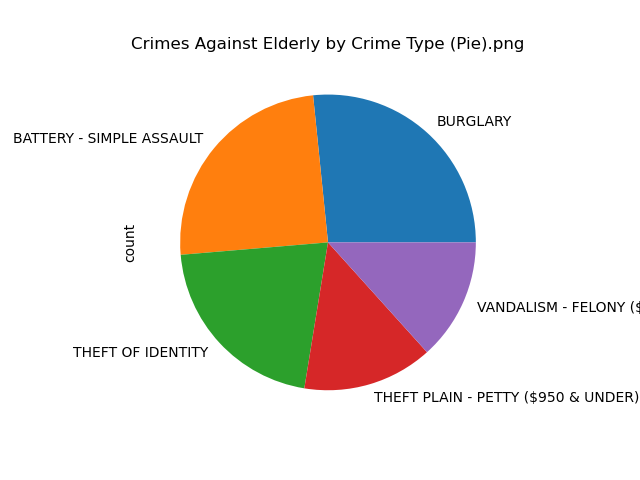 Crimes Against Elderly by Crime Type (Pie).png
BURGLARY
BATTERY - SIMPLE ASSAULT
count
THEFT OF IDENTITY
THEFT PLAIN - PETTY ($950 & UNDER)
VANDALISM - FELONY ($